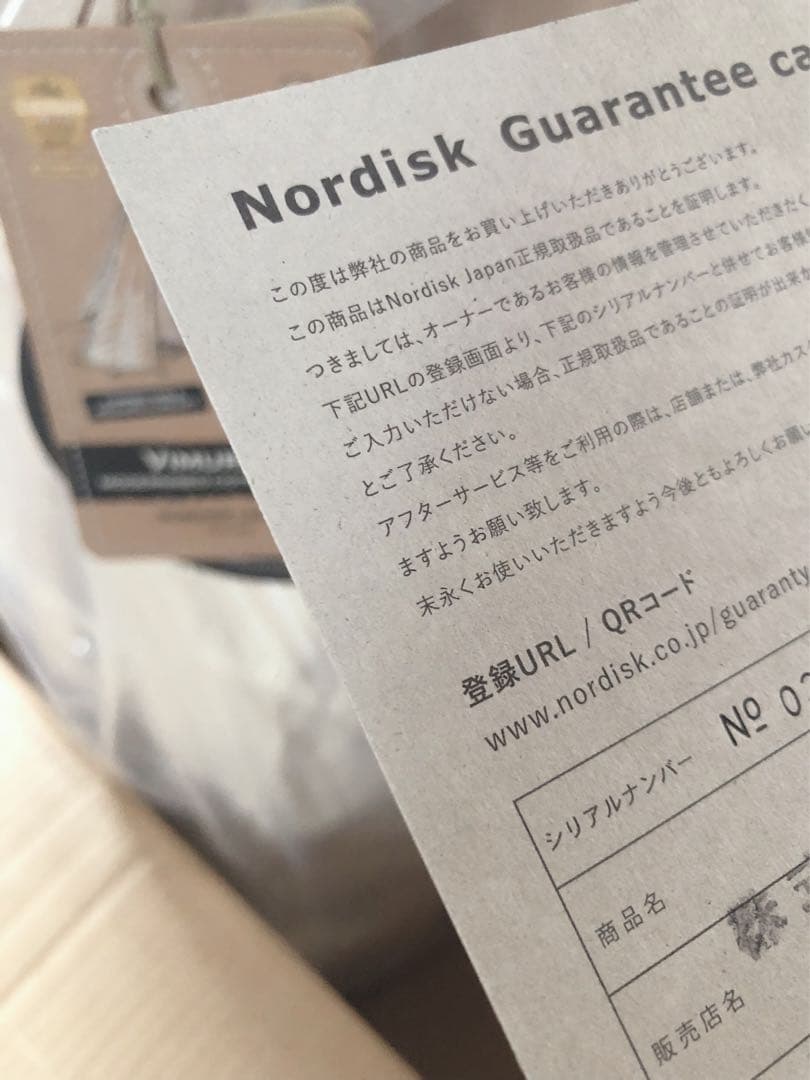 Nordisk Guarantee ca
この度は弊社の商品をお買い上げいただきありがとうございます。
この商品はNordisk Japan正規取扱品であることを証明します。
つきましては、オーナーであるお客様の情報を管理させていただきたく
下記URLの登録画面より、下記のシリアルナンバーと併せてお客様
ご入力いただけない場合、正規取扱品であることの証明が出来
とご了承ください。
アフターサービス等をご利用の際は、店舗または、弊社カス
ますようお願い致します。
末永くお使いいただきますよう今後ともよろしくお願い
登録URL / QRコード
www.nordisk.co.jp/guaranty
シリアルナンバー № 02
商品名
販売店名